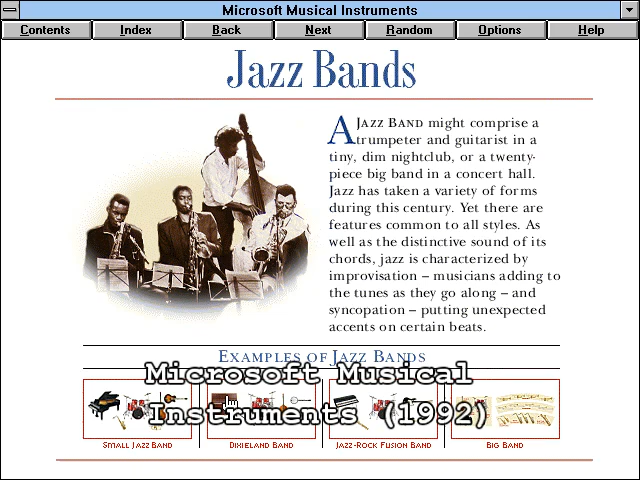 Microsoft Musical Instruments
Contents
Index
Back
Next
Random
Options
Help
Jazz Bands
A JAZZ BAND might comprise a
trumpeter and guitarist in a
tiny, dim nightclub, or a twenty-
piece big band in a concert hall.
Jazz has taken a variety of forms
during this century. Yet there are
features common to all styles. As
well as the distinctive sound of its
chords, jazz is characterized by
improvisation – musicians adding to
the tunes as they go along – and
syncopation – putting unexpected
accents on certain beats.
EXAMPLES OF JAZZ BANDS
Microsoft Musical
Instruments (1992)
SMALL JAZZ BAND
DIXIELAND BAND
JAZZ-ROCK FUSION BAND
BIG BAND